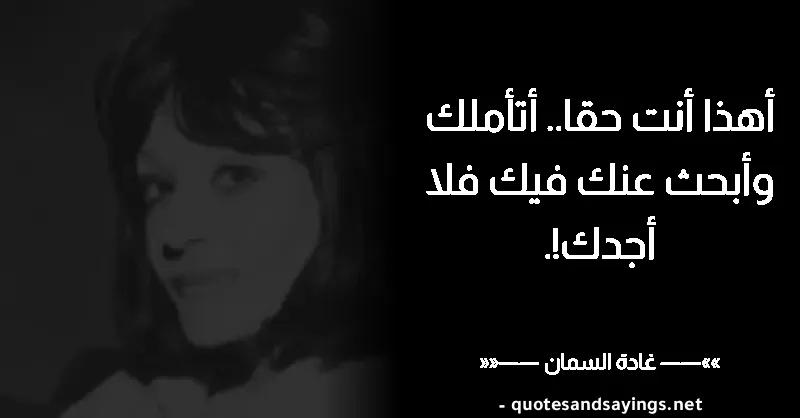 أهذا أنت حقا.. أتأملك
وأبحث عنك فيك فلا
أجدك!.
»»——— غادة السمان ———««
- quotesandsayings.net